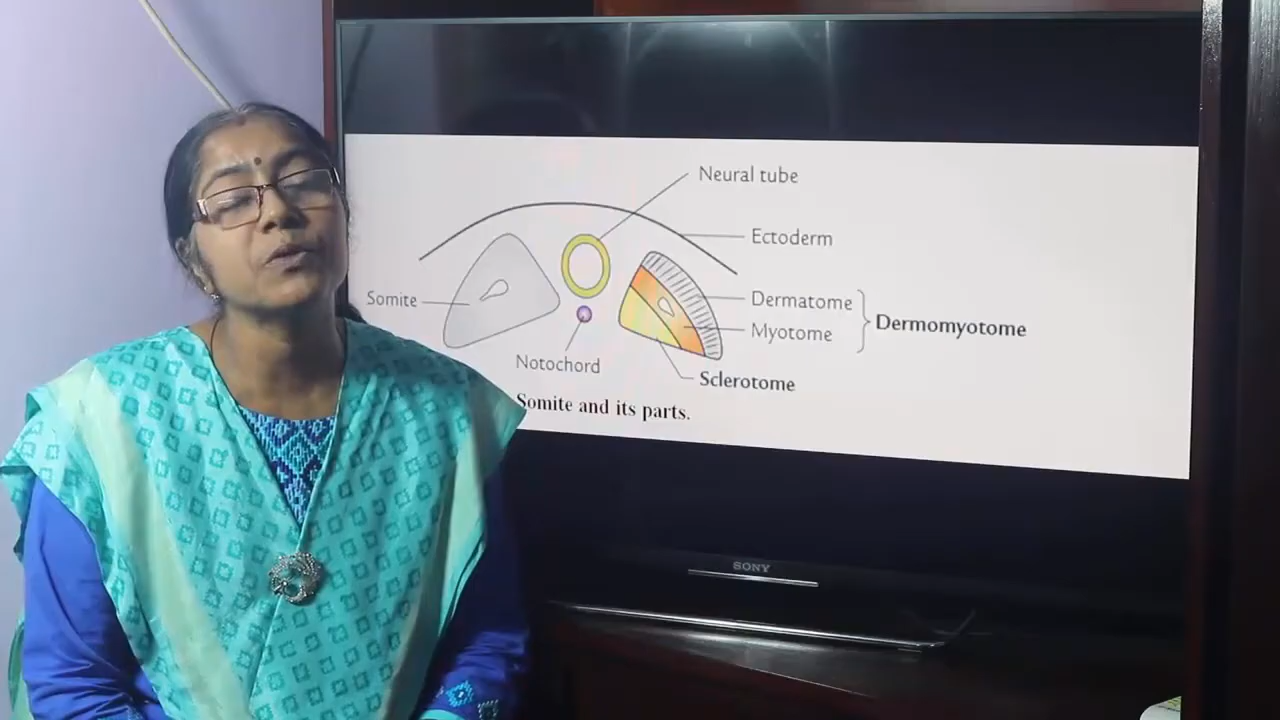 Neural tube
Ectoderm
Somite
Dermatome
Myotome
Dermomyotome
Notochord
Sclerotome
Somite and its parts.
SONY